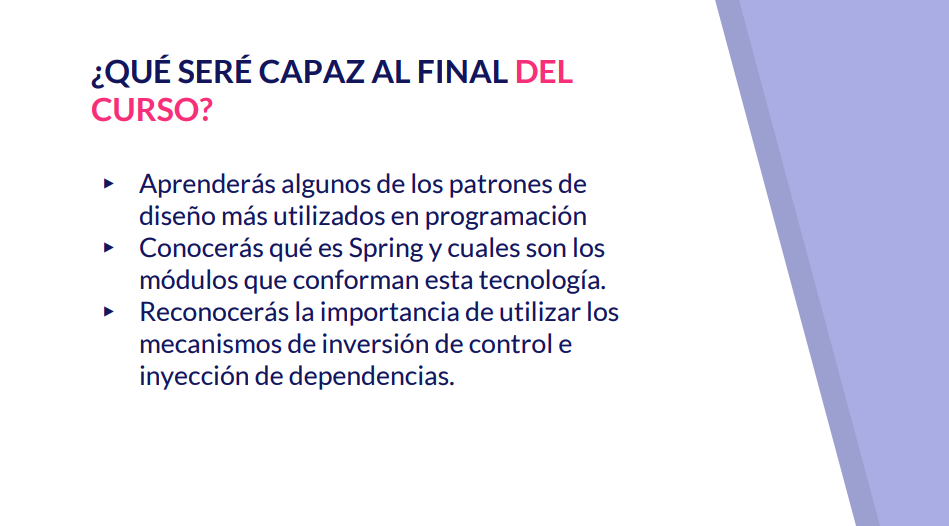 ¿QUÉ SERÉ CAPAZ AL FINAL DEL
CURSO?
▸ Aprenderás algunos de los patrones de
diseño más utilizados en programación
▸ Conocerás qué es Spring y cuales son los
módulos que conforman esta tecnología.
▸ Reconocerás la importancia de utilizar los
mecanismos de inversión de control e
inyección de dependencias.